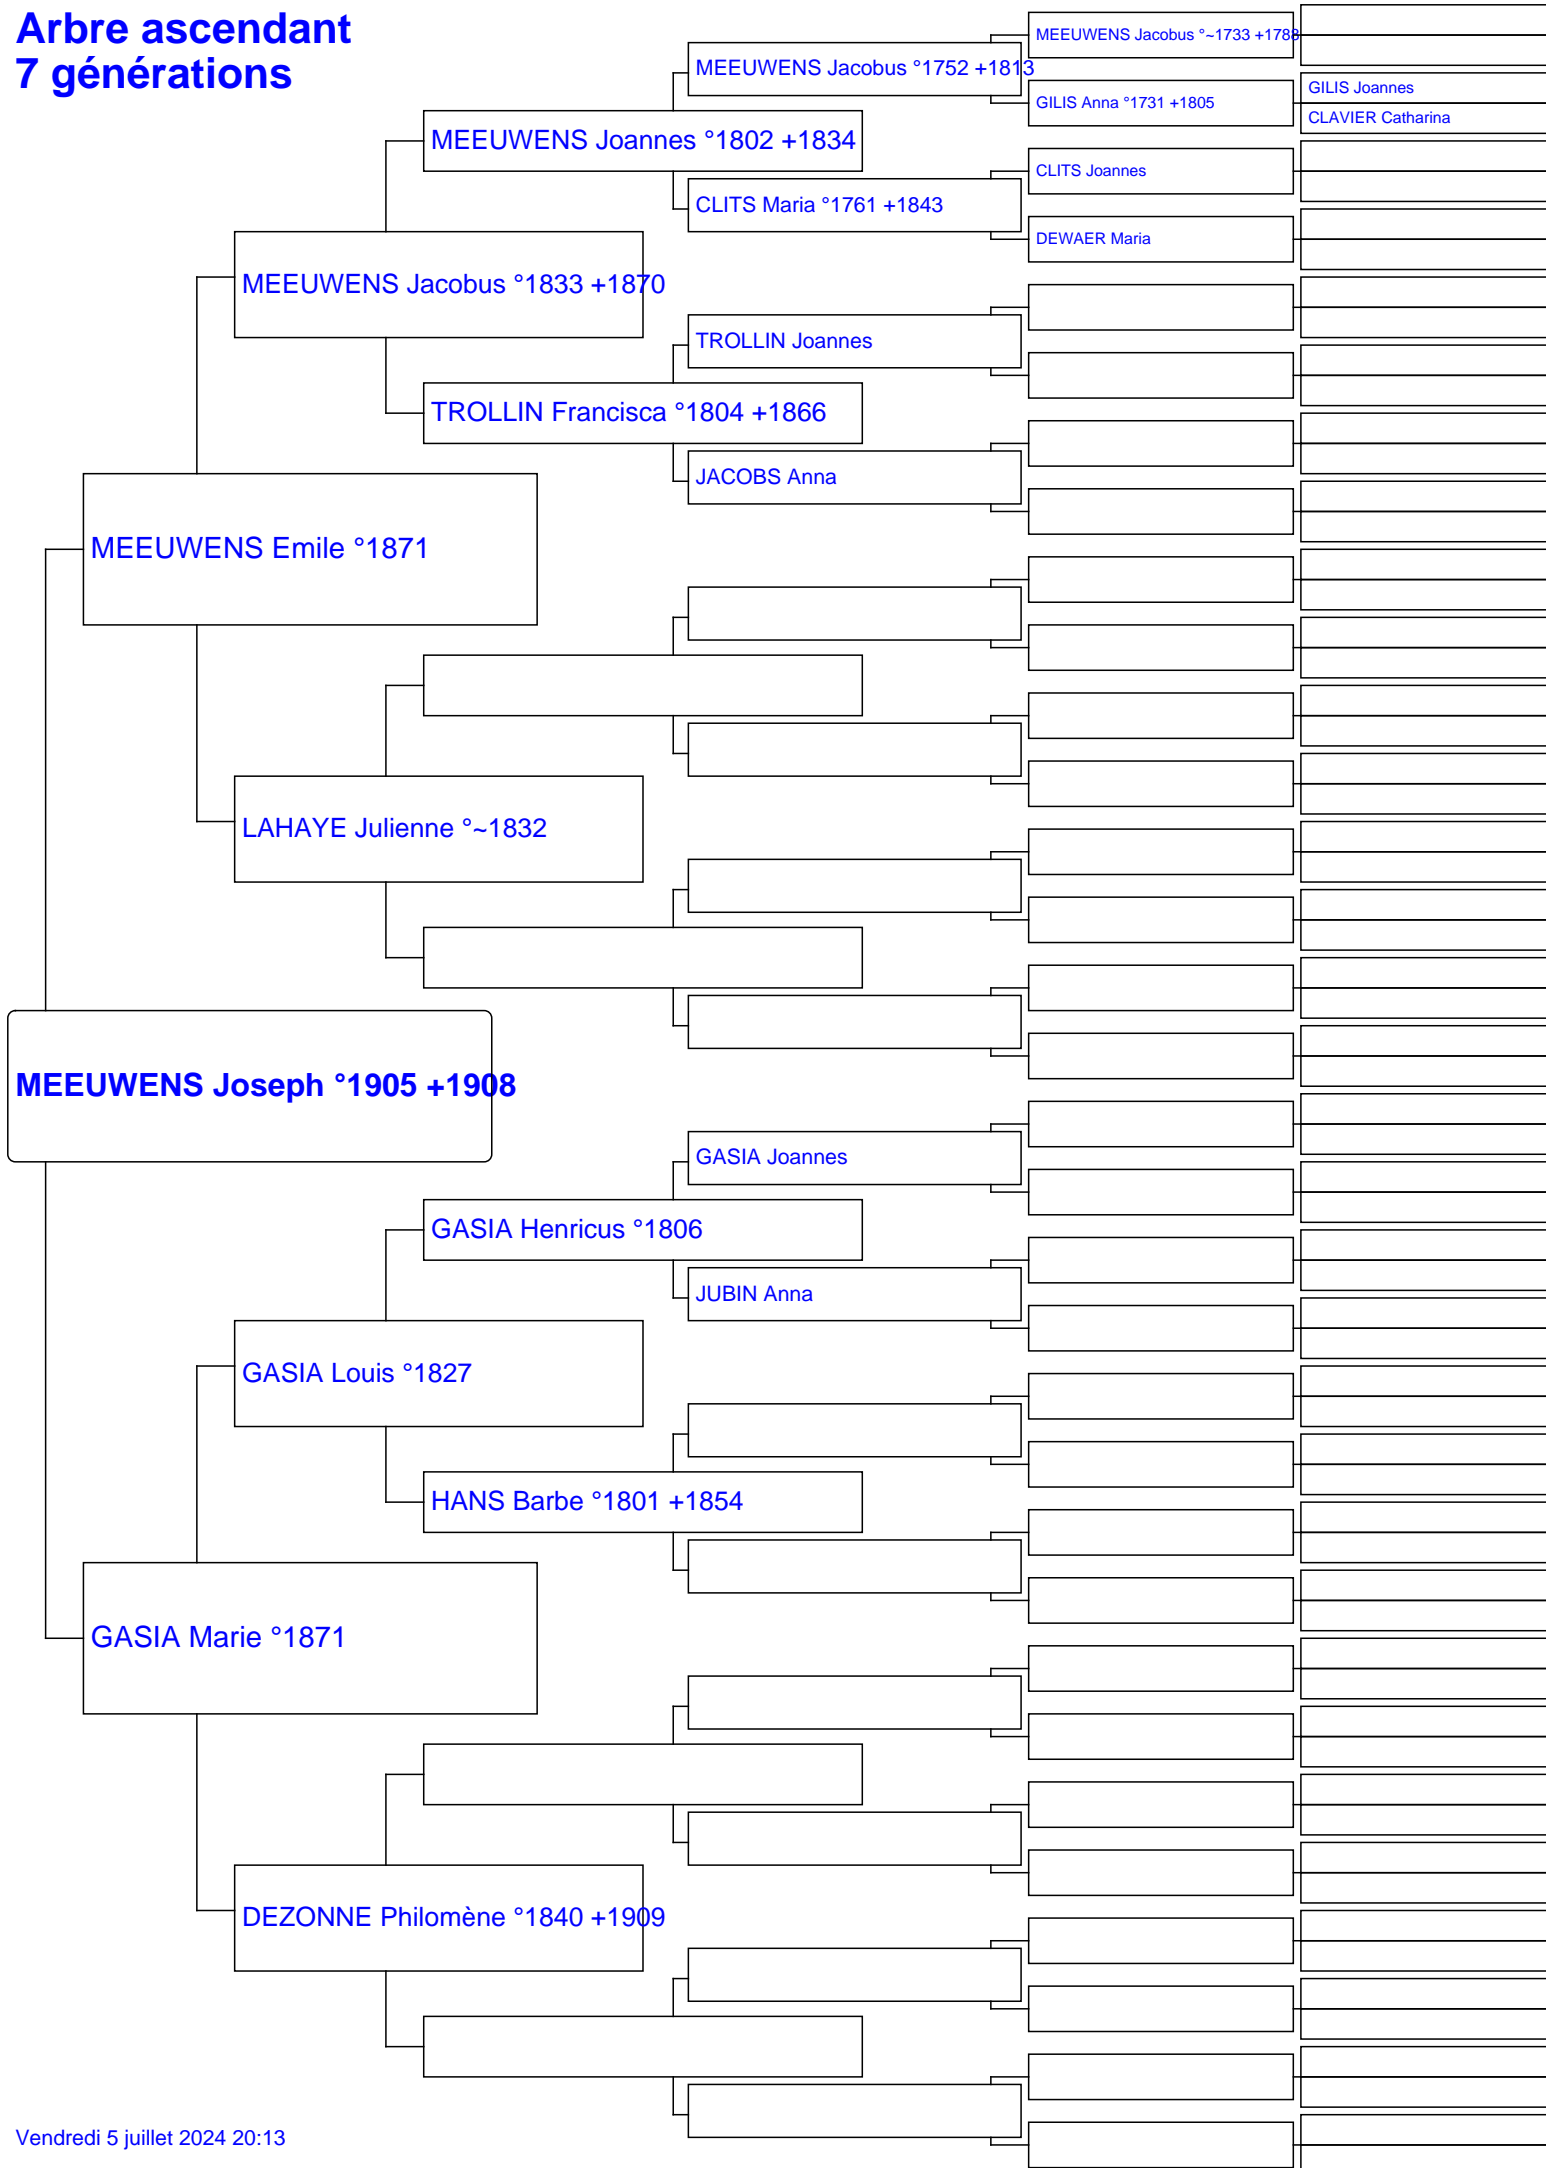 Arbre ascendant
7 générations
MEEUWENS Jacobus °~1733 +1788
MEEUWENS Jacobus °1752 +1813
GILIS Joannes
GILIS Anna °1731 +1805
CLAVIER Catharina
MEEUWENS Joannes °1802 +1834
CLITS Joannes
CLITS Maria °1761 +1843
DEWAER Maria
MEEUWENS Jacobus °1833 +1870
TROLLIN Joannes
TROLLIN Francisca °1804 +1866
JACOBS Anna
MEEUWENS Emile °1871
LAHAYE Julienne °~1832
MEEUWENS Joseph °1905 +1908
GASIA Joannes
GASIA Henricus °1806
JUBIN Anna
GASIA Louis °1827
HANS Barbe °1801 +1854
GASIA Marie °1871
DEZONNE Philomène °1840 +1909
Vendredi 5 juillet 2024 20:13